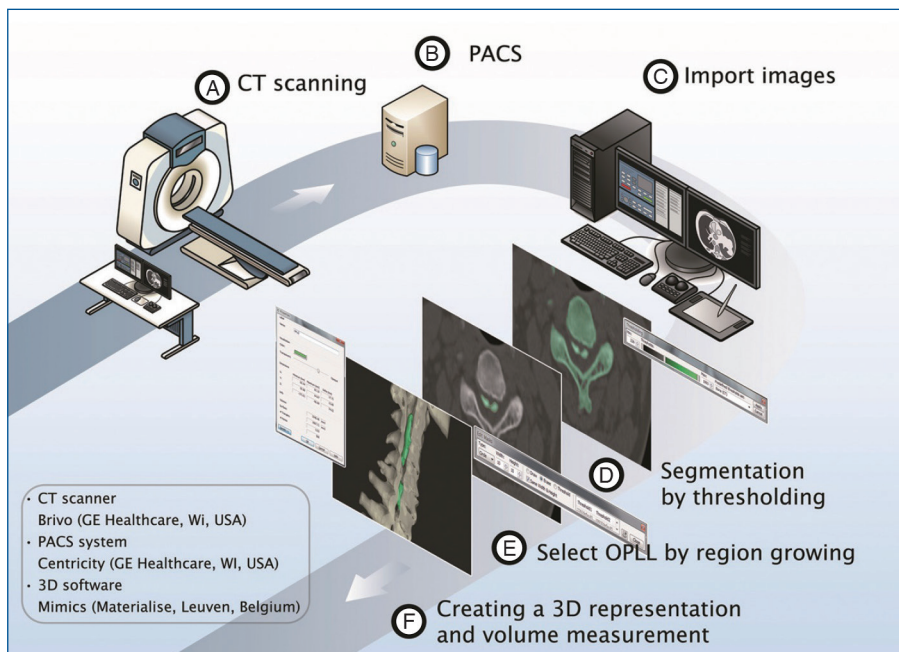 A CT scanning
B PACS
C Import images
D Segmentation
by thresholding
E Select OPLL by region growing
F Creating a 3D representation
and volume measurement
· CT scanner
Brivo (GE Healthcare, Wi, USA)
· PACS system
Centricity (GE Healthcare, WI, USA)
· 3D software
Mimics (Materialise, Leuven, Belgium)